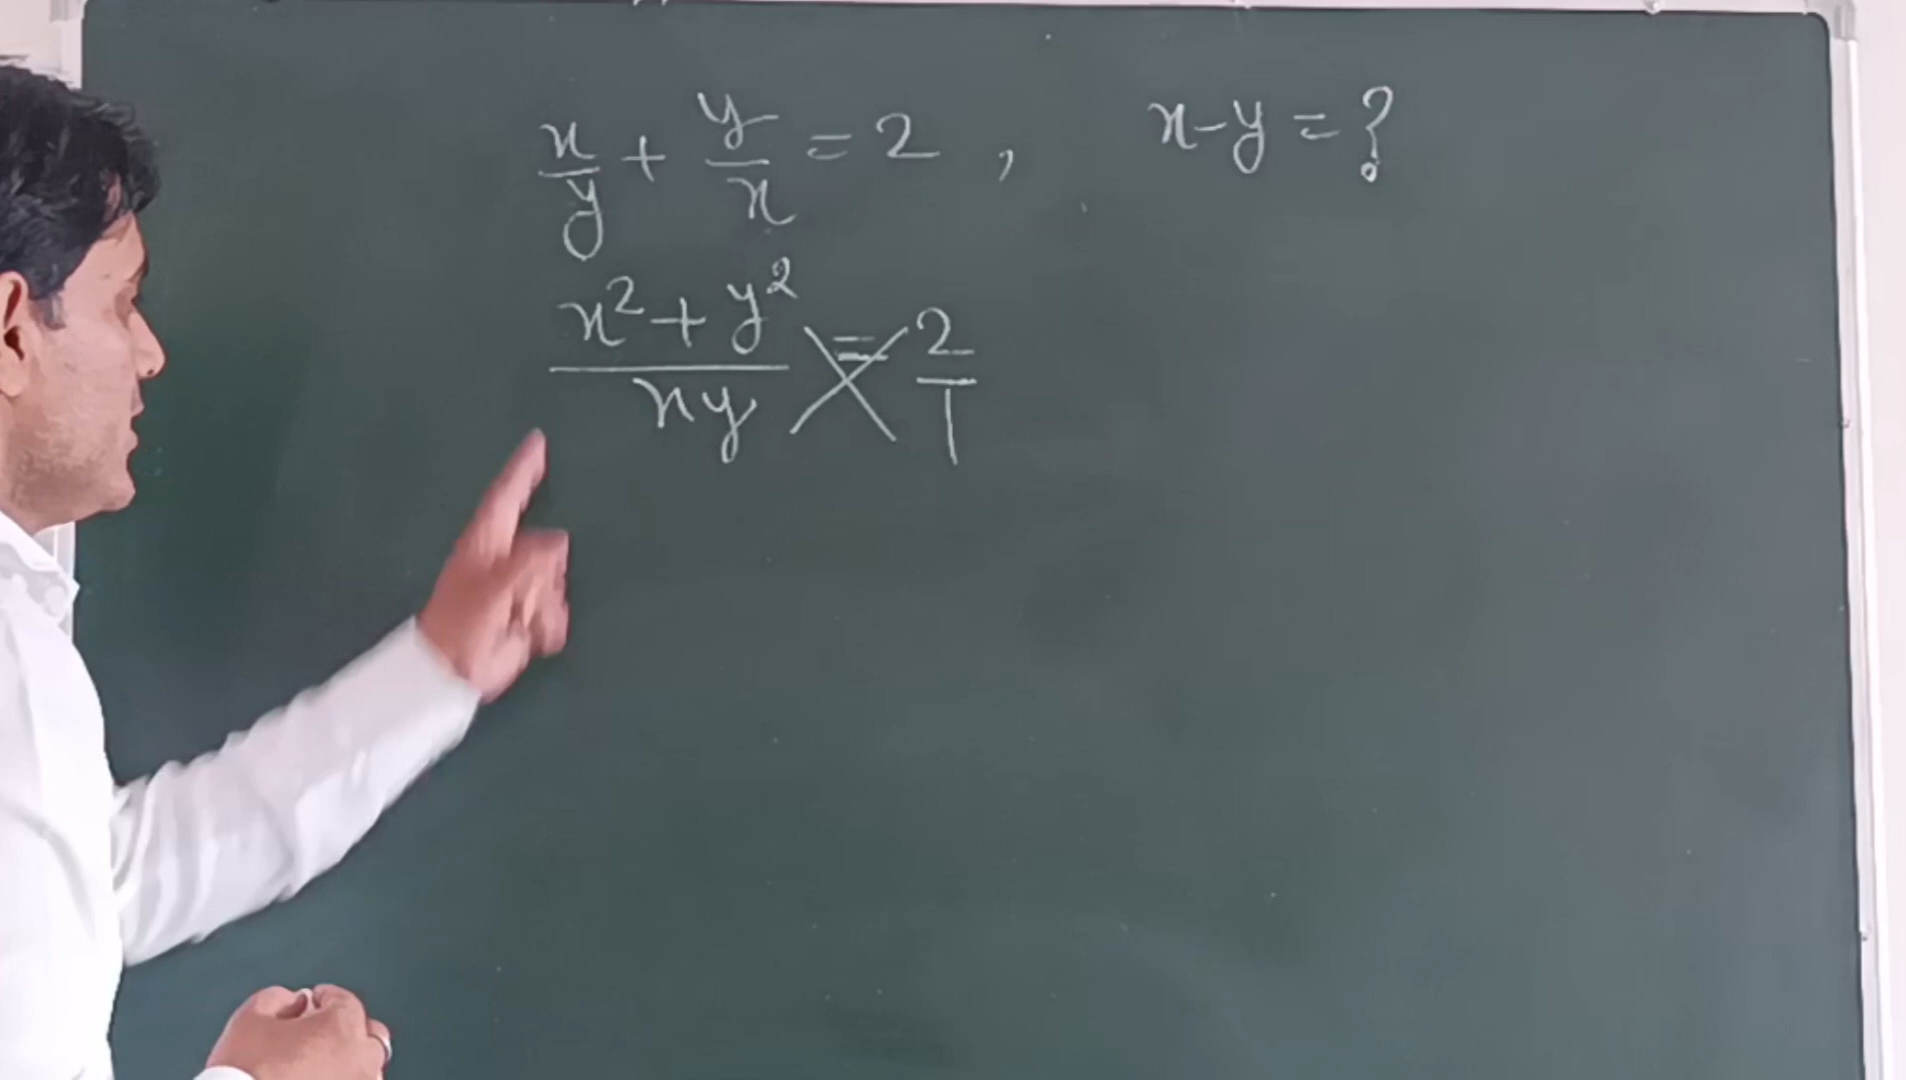 x/y + y/x = 2 , x-y = ?
x² + y² / xy = 2/1